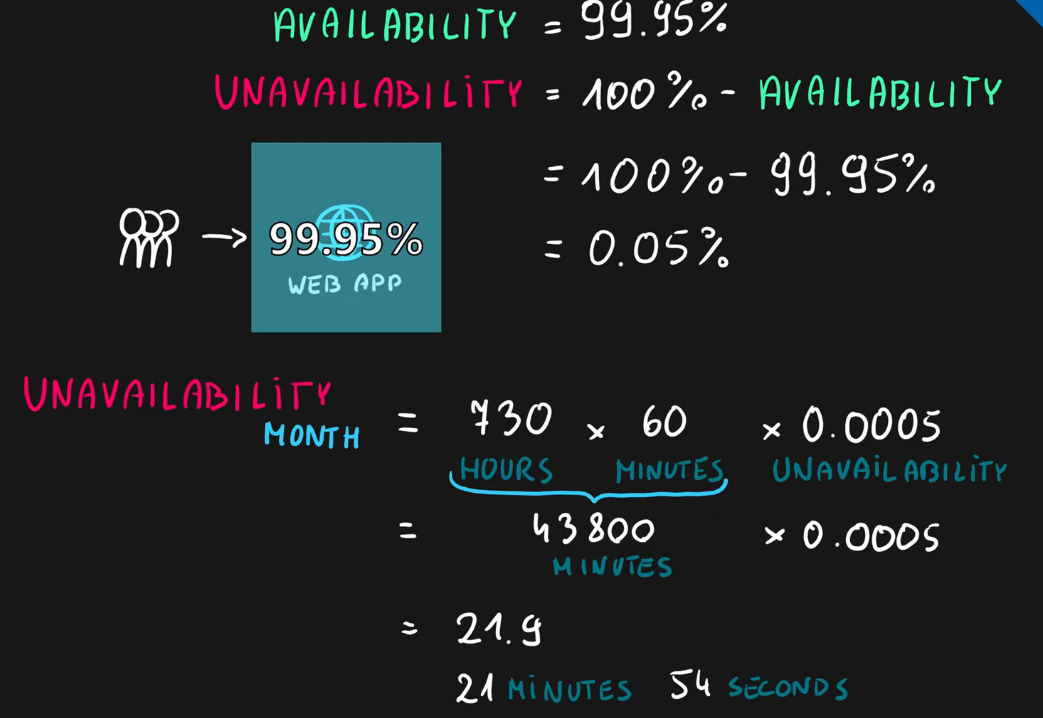 AVAILABILITY = 99.95%
UNAVAILABILITY = 100% - AVAILABILITY
= 100% - 99.95%
= 0.05%
99.95%
WEB APP
UNAVAILABILITY MONTH = 730 × 60 × 0.0005
HOURS MINUTES UNAVAILABILITY
= 43800 × 0.0005
MINUTES
= 21.9
21 MINUTES 54 SECONDS